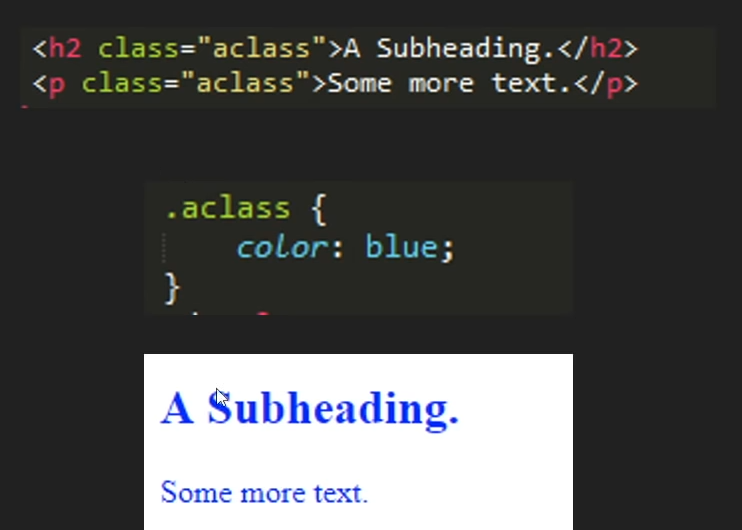 <h2 class="aclass">A Subheading.</h2>
<p class="aclass">Some more text.</p>
.aclass {
color: blue;
}
A Subheading.
Some more text.